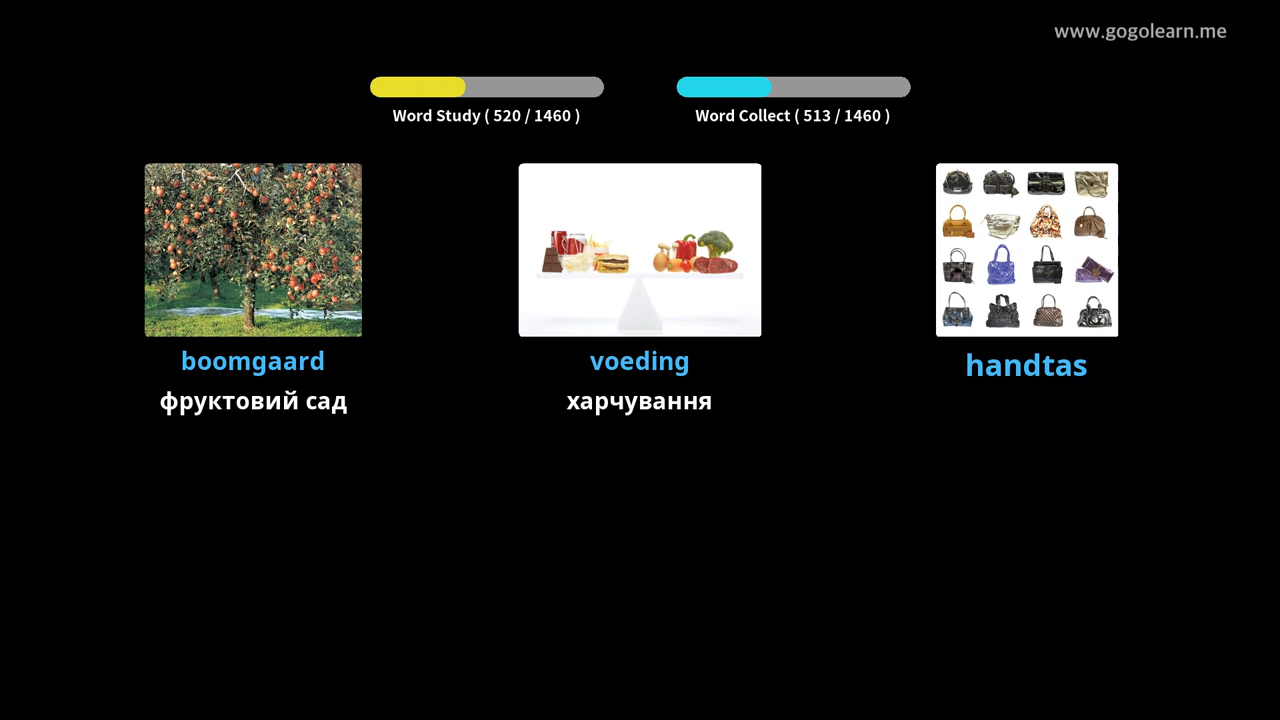 www.gogolearn.me
Word Study ( 520 / 1460 )
Word Collect ( 513 / 1460 )
boomgaard
фруктовий сад
voeding
харчування
handtas